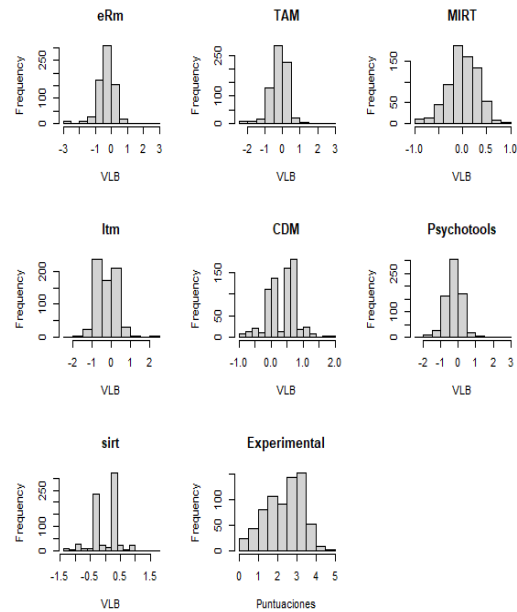 eRm
TAM
MIRT
Frequency
0 150 300
-3 -1 0 1 2 3
VLB
Frequency
0 150 250
-2 0 1 2 3
VLB
Frequency
0 50 150
-1.0 0.0 0.5 1.0
VLB
ltm
CDM
Psychotools
Frequency
0 100 200
-2 -1 0 1 2
VLB
Frequency
0 50 150
-1.0 0.0 1.0 2.0
VLB
Frequency
0 100 250
-2 -1 0 1 2 3
VLB
sirt
Experimental
Frequency
0 100 250
-1.5 -0.5 0.5 1.5
VLB
Frequency
0 50 100 150
0 1 2 3 4 5
Puntuaciones